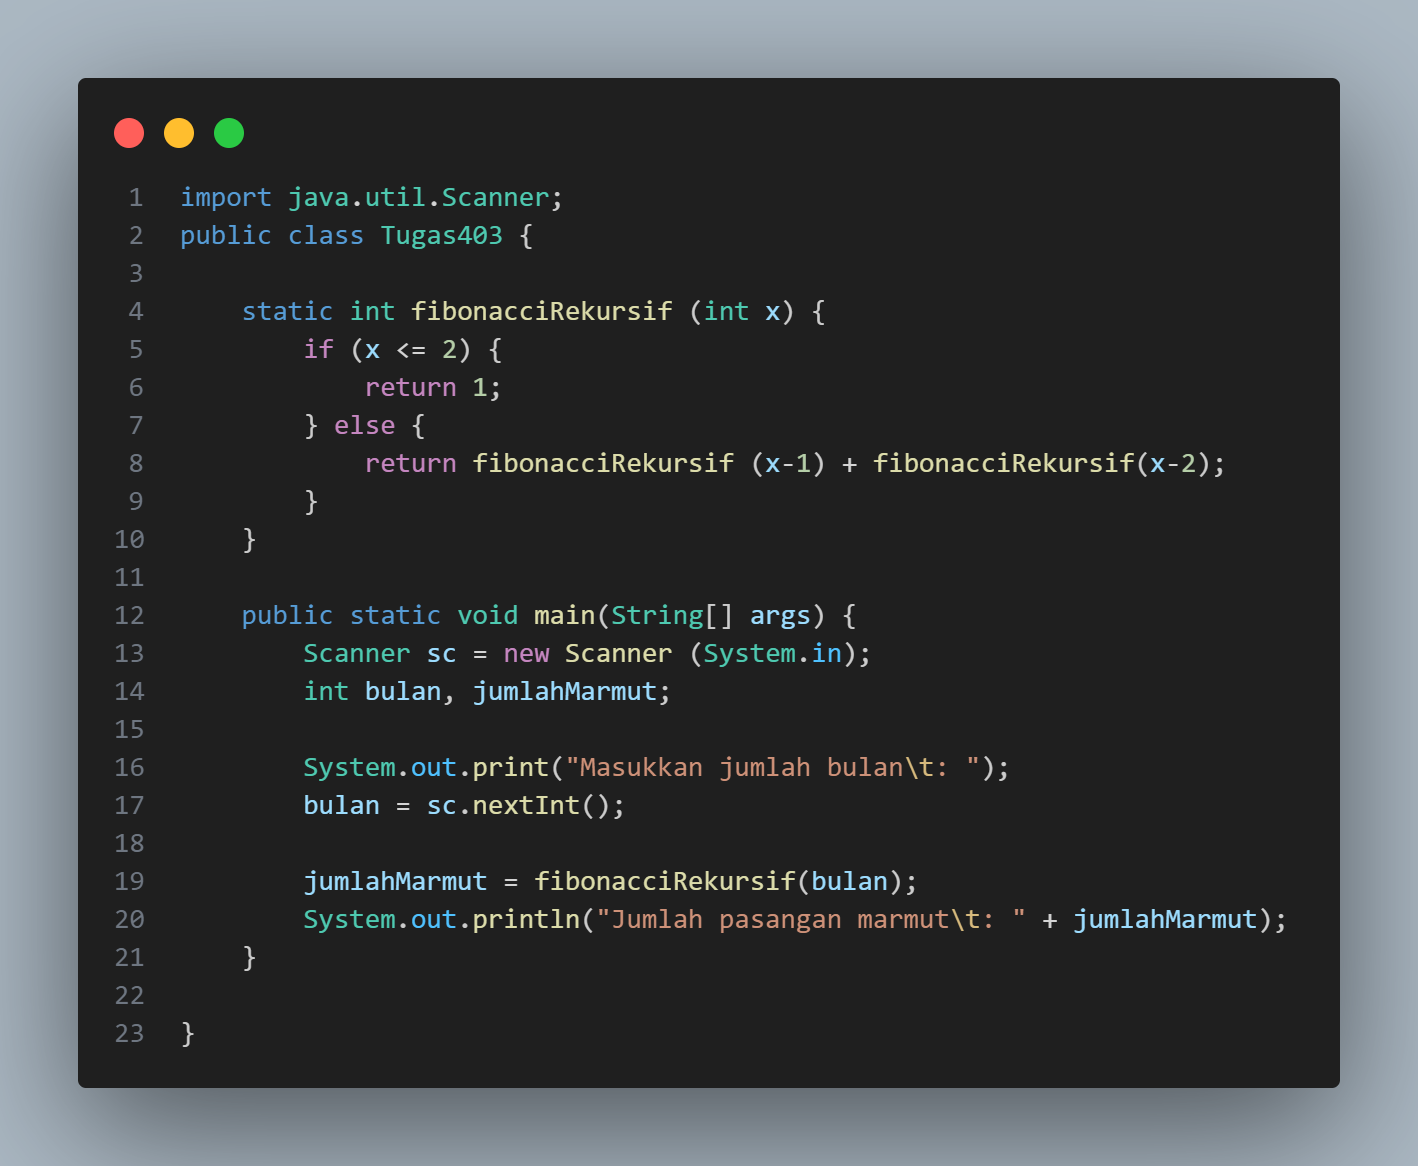 1 import java.util.Scanner;
2 public class Tugas403 {
3
4     static int fibonacciRekursif (int x) {
5         if (x <= 2) {
6             return 1;
7         } else {
8             return fibonacciRekursif (x-1) + fibonacciRekursif(x-2);
9         }
10     }
11
12     public static void main(String[] args) {
13         Scanner sc = new Scanner (System.in);
14         int bulan, jumlahMarmut;
15
16         System.out.print("Masukkan jumlah bulan\t: ");
17         bulan = sc.nextInt();
18
19         jumlahMarmut = fibonacciRekursif(bulan);
20         System.out.println("Jumlah pasangan marmut\t: " + jumlahMarmut);
21     }
22
23 }